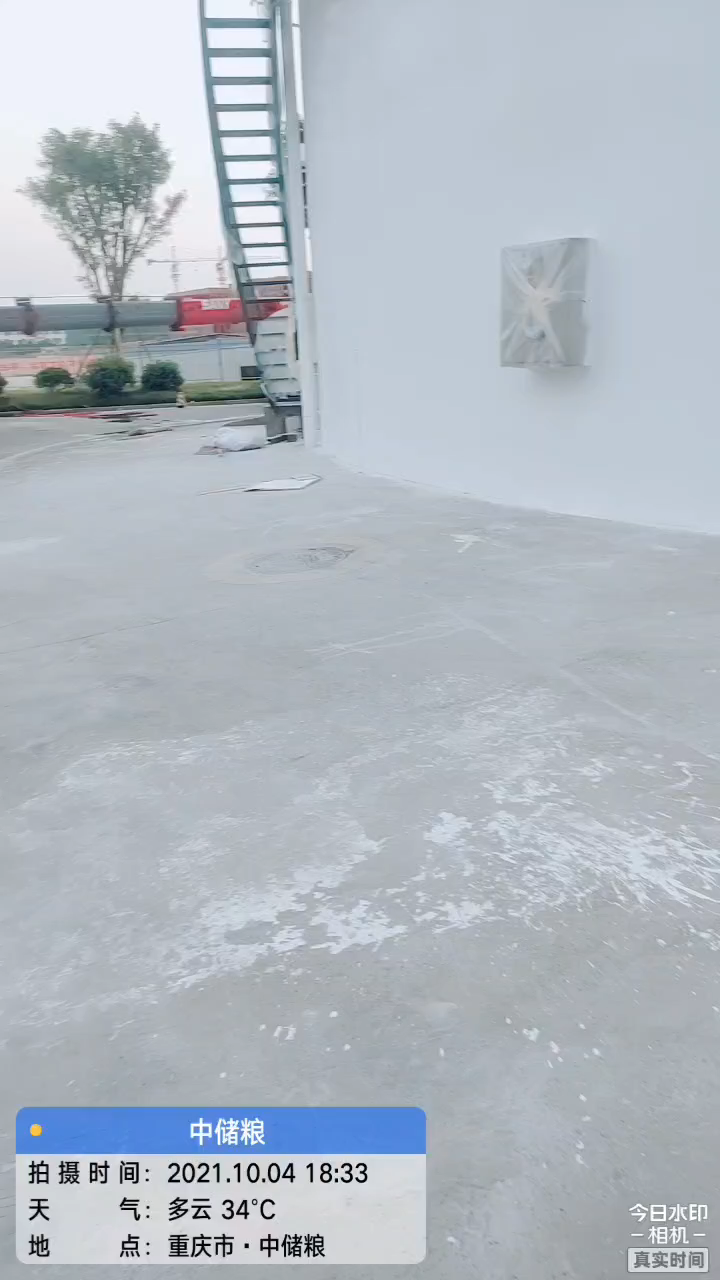 中储粮
拍摄时间：2021.10.04 18:33
天气：多云 34°C
地点：重庆市·中储粮
今日水印
-相机-
真实时间